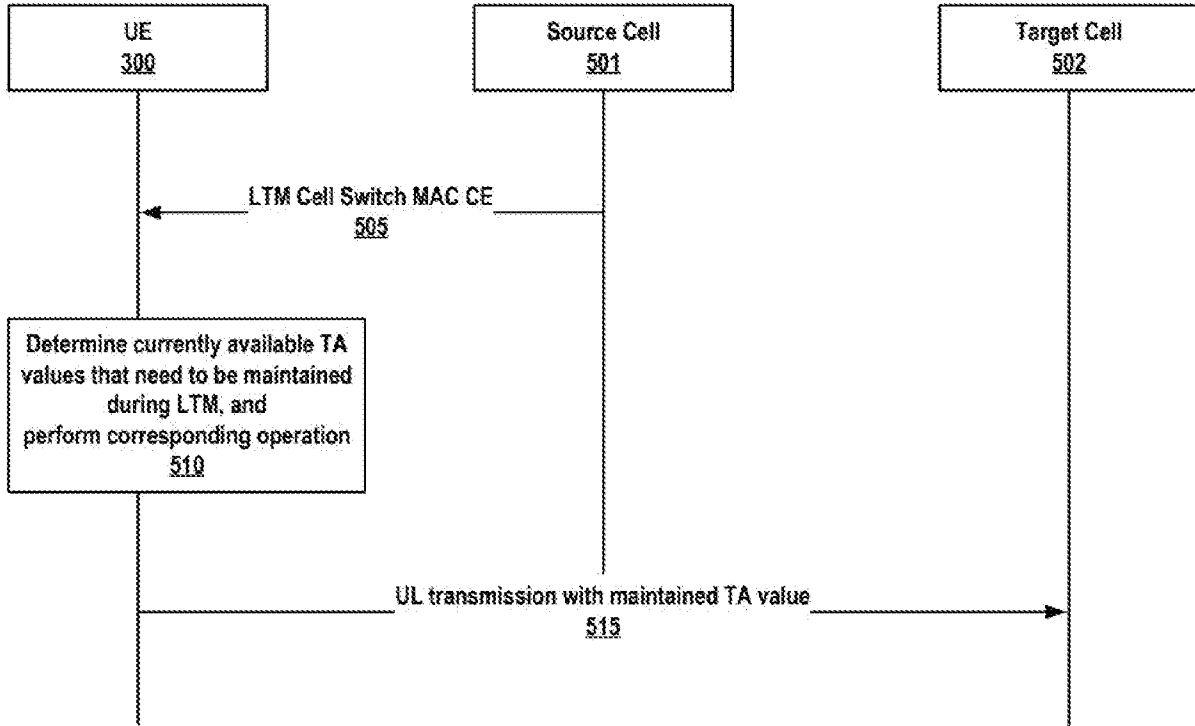 UE
300
Source Cell
501
Target Cell
502
LTM Cell Switch MAC CE
505
Determine currently available TA
values that need to be maintained
during LTM, and
perform corresponding operation
510
UL transmission with maintained TA value
515